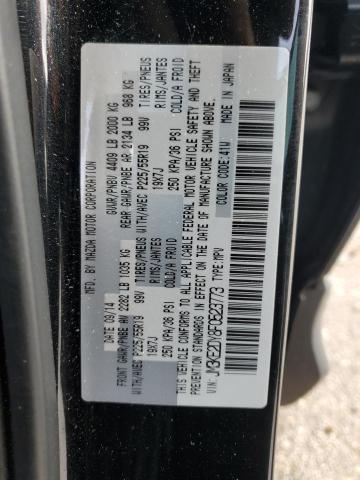 MFD BY: MAZDA MOTOR CORPORATION
DATE: 09/14 GVWR/PNBV 4409 LB 2000 KG
FRONT GAWR/PNBE AV 2282 LB 1035 KG REAR GAWR/PNBE AR 2134 LB 968 KG
WITH/AVEC P225/55R19 99V TIRES/PNEUS WITH/AVEC P225/55R19 99V TIRES/PNEUS
19X7J RIMS/JANTES 19X7J RIMS/JANTES
250 KPA/36 PSI COLD/A FROID 250 KPA/36 PSI COLD/A FROID
THIS VEHICLE CONFORMS TO ALL APPLICABLE FEDERAL MOTOR VEHICLE SAFETY AND THEFT
PREVENTION STANDARDS IN EFFECT ON THE DATE OF MANUFACTURE SHOWN ABOVE.
VIN: TYPE: MPV
COLOR CODE: 41W MADE IN JAPAN